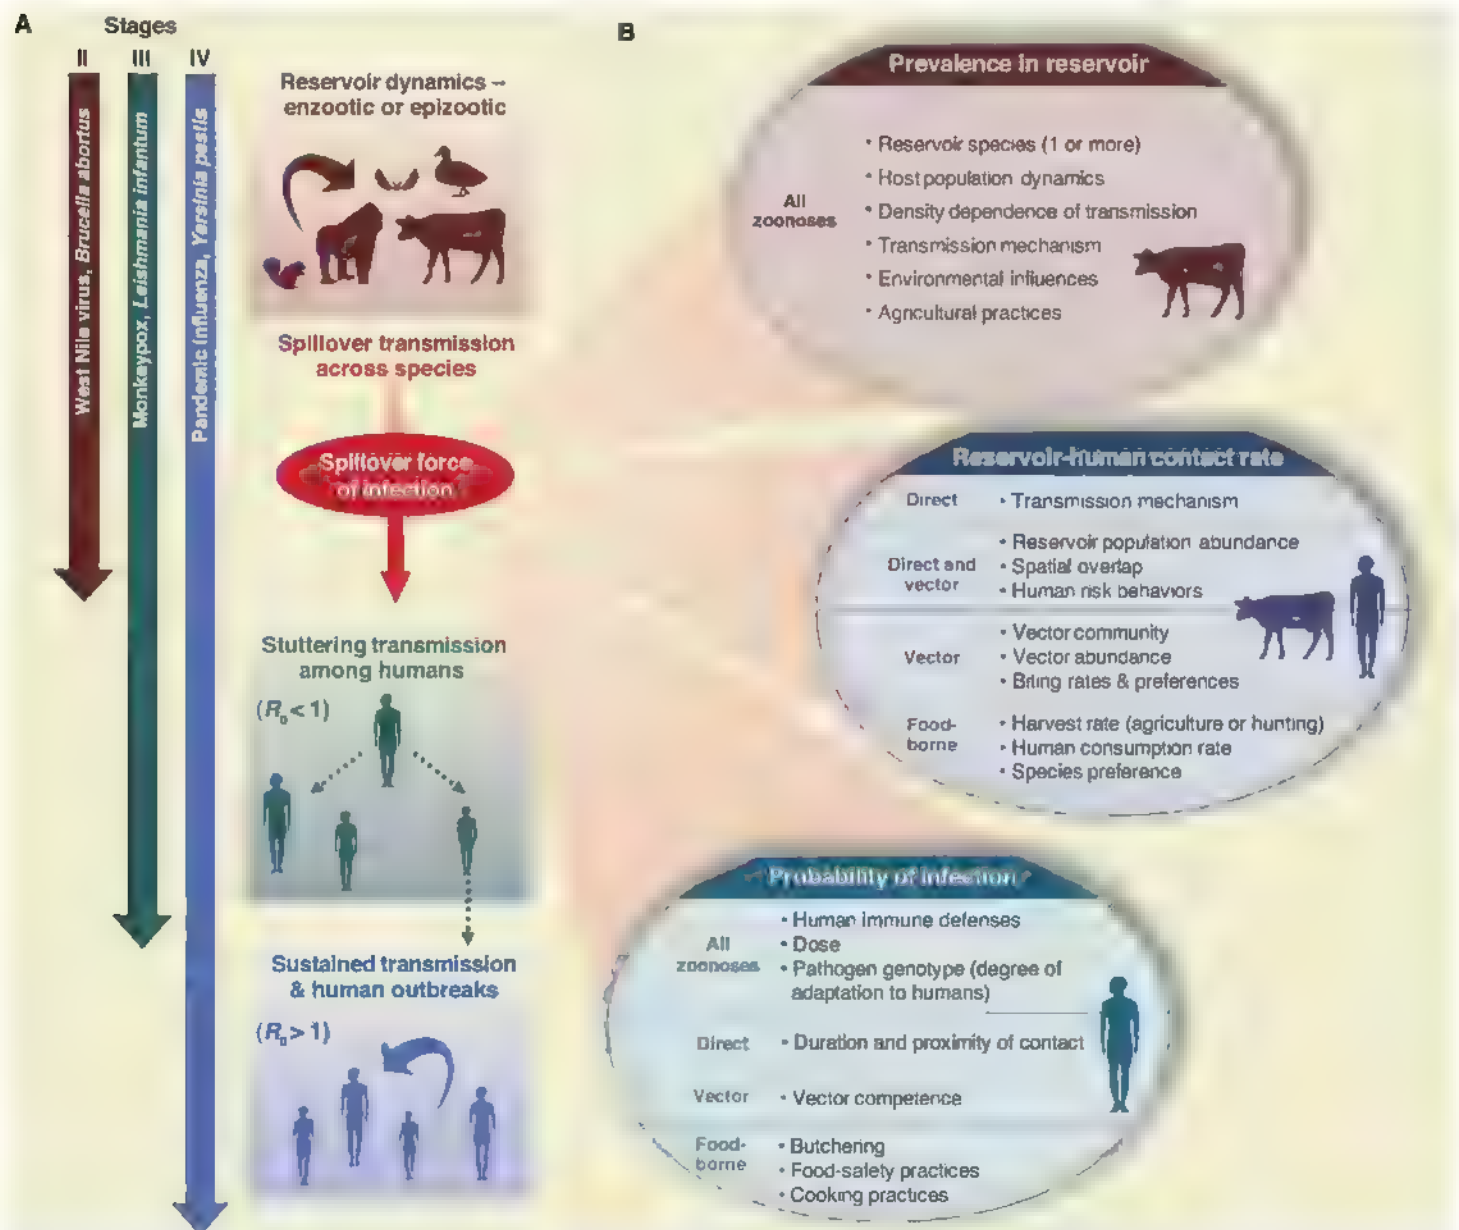 A
Stages
II III IV
West Nile virus, Brucella abortus
Monkeypox, Leishmania infantum
Pandemic influenza, Yersinia pestis
Reservoir dynamics –
enzootic or epizootic
Spillover transmission
across species
Spillover force
of infection
Stuttering transmission
among humans
(R0 < 1)
Sustained transmission
& human outbreaks
(R0 > 1)
B
Prevalence in reservoir
All
zoonoses
• Reservoir species (1 or more)
• Host population dynamics
• Density dependence of transmission
• Transmission mechanism
• Environmental influences
• Agricultural practices
Reservoir-human contact rate
Direct
• Transmission mechanism
Direct and
vector
• Reservoir population abundance
• Spatial overlap
• Human risk behaviors
Vector
• Vector community
• Vector abundance
• Biting rates & preferences
Food-
borne
• Harvest rate (agriculture or hunting)
• Human consumption rate
• Species preference
Probability of infection
All
zoonoses
• Human immune defenses
• Dose
• Pathogen genotype (degree of
adaptation to humans)
Direct
• Duration and proximity of contact
Vector
• Vector competence
Food-
borne
• Butchering
• Food-safety practices
• Cooking practices